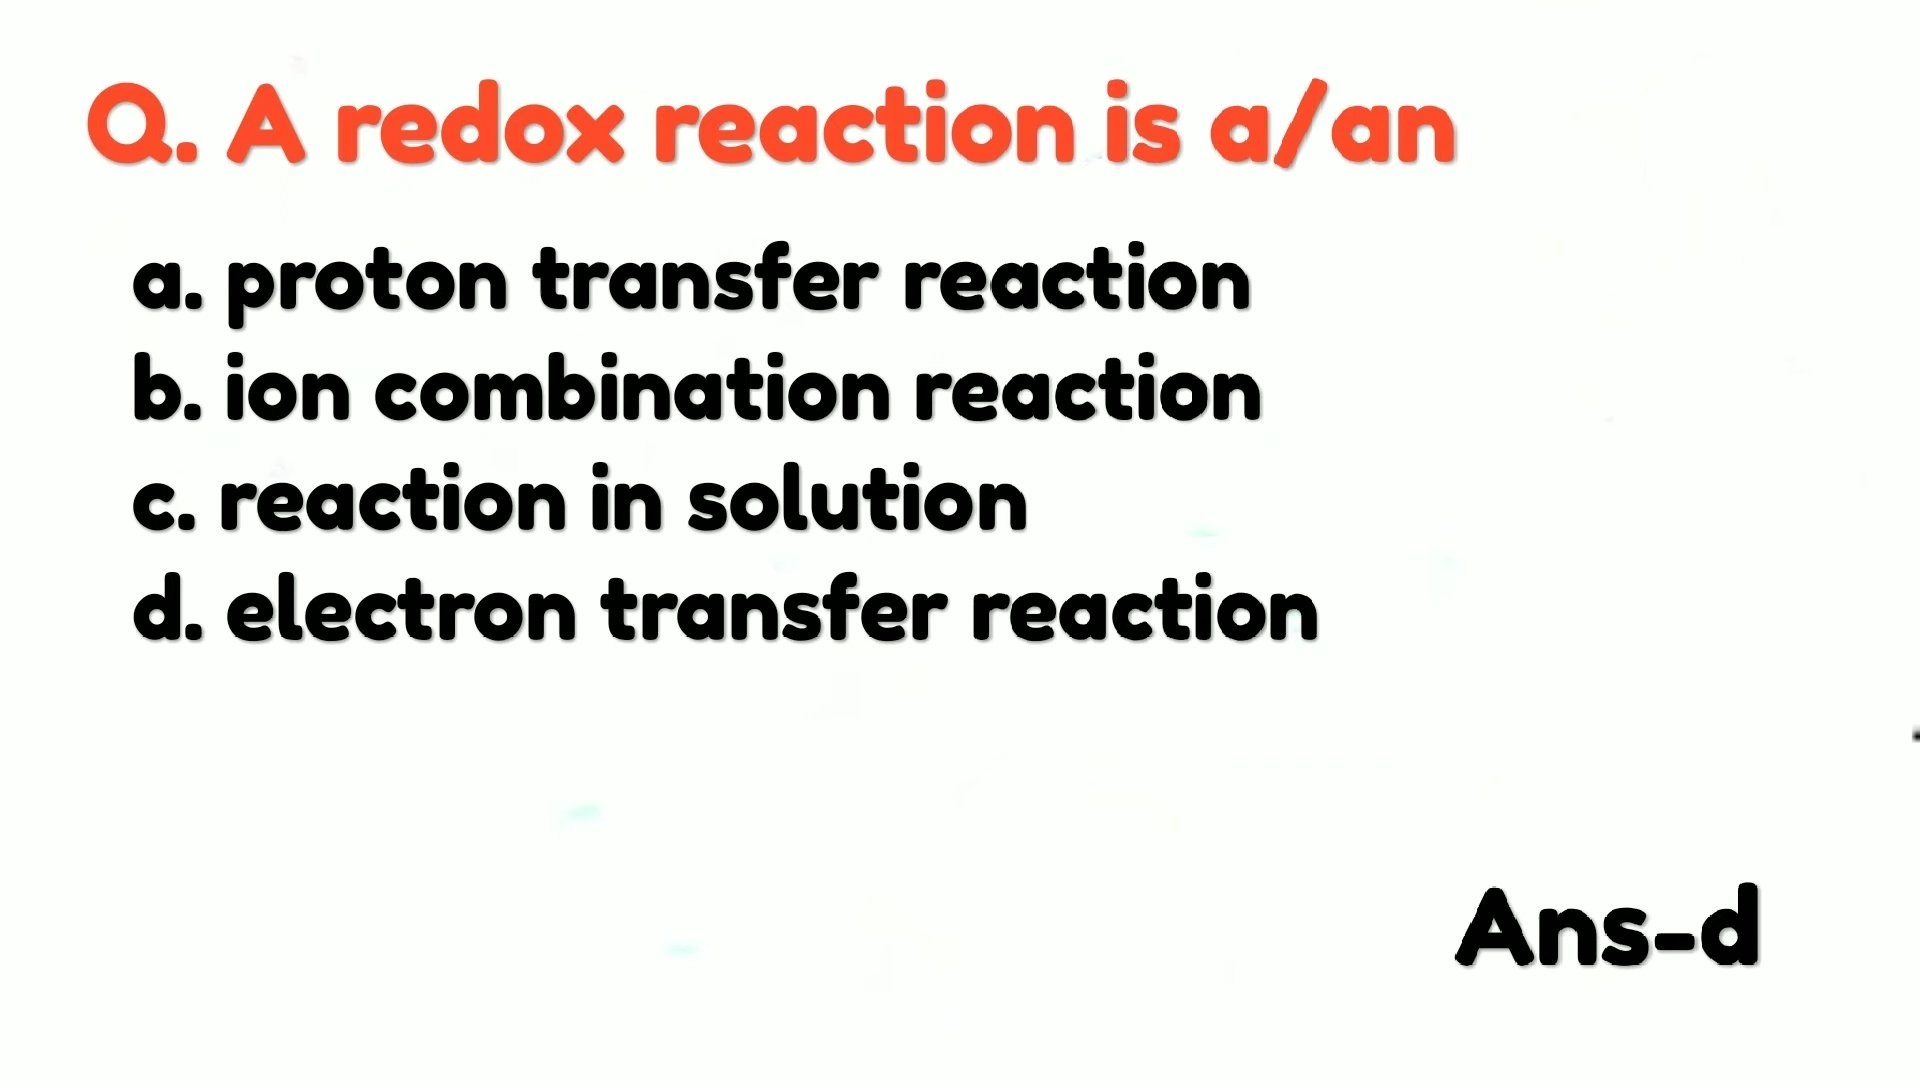 Q. A redox reaction is a/an
a. proton transfer reaction
b. ion combination reaction
c. reaction in solution
d. electron transfer reaction
Ans-d